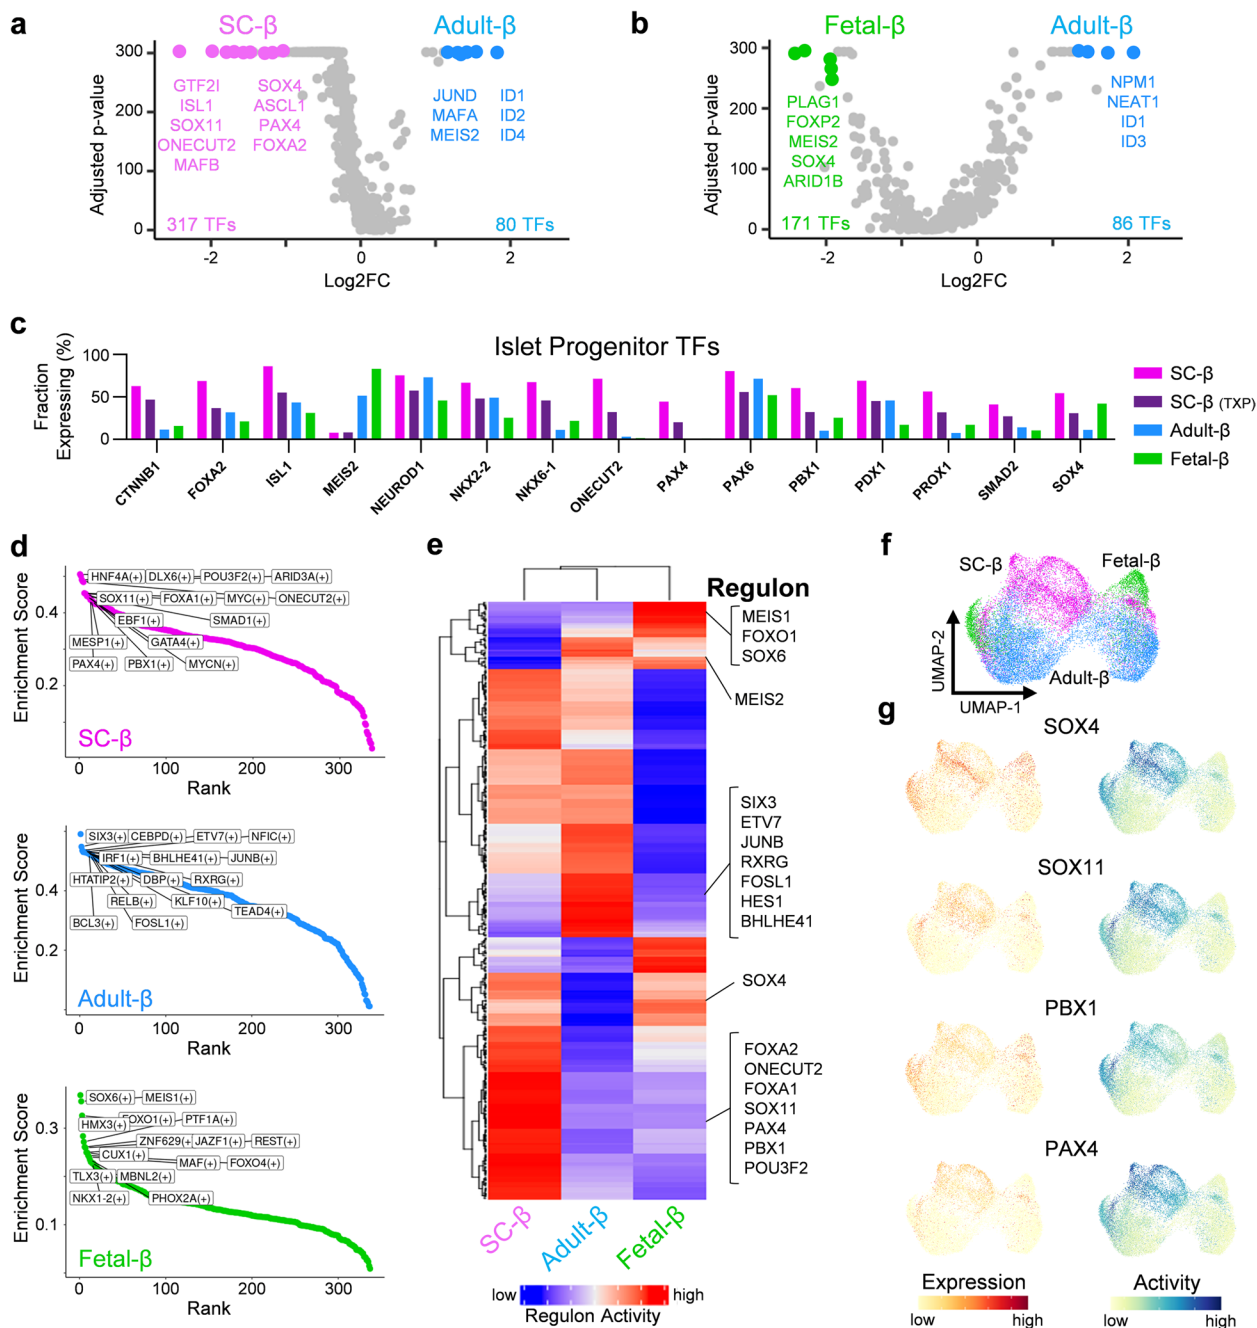 a
SC-β
Adult-β
300
200
100
0
Adjusted p-value
GTF2I
ISL1
SOX11
ONECUT2
MAFB
SOX4
ASCL1
PAX4
FOXA2
JUND
MAFA
MEIS2
ID1
ID2
ID4
317 TFs
80 TFs
-2
0
2
Log2FC
b
Fetal-β
Adult-β
300
200
100
0
Adjusted p-value
PLAG1
FOXP2
MEIS2
SOX4
ARID1B
NPM1
NEAT1
ID1
ID3
171 TFs
86 TFs
-2
0
2
Log2FC
c
Islet Progenitor TFs
Fraction
Expressing (%)
100
50
0
CTNNB1
FOXA2
ISL1
MEIS2
NEUROD1
NKX2-2
NKX6-1
ONECUT2
PAX4
PAX6
PBX1
PDX1
PROX1
SMAD2
SOX4
SC-β
SC-β (TXP)
Adult-β
Fetal-β
d
Enrichment Score
0.4
0.2
HNF4A(+) DLX6(+) POU3F2(+) ARID3A(+)
SOX11(+) FOXA1(+) MYC(+) ONECUT2(+)
EBF1(+) SMAD1(+)
MESP1(+) GATA4(+)
PAX4(+) PBX1(+) MYCN(+)
SC-β
0 100 200 300
Rank
Enrichment Score
0.4
0.2
SIX3(+) CEBPD(+) ETV7(+) NFIC(+)
IRF1(+) BHLHE41(+) JUNB(+)
HTATIP2(+) DBP(+) RXRG(+)
RELB(+) KLF10(+)
TEAD4(+)
BCL3(+) FOSL1(+)
Adult-β
0 100 200 300
Rank
Enrichment Score
0.3
0.1
SOX6(+) MEIS1(+)
FOXO1(+) PTF1A(+)
HMX3(+)
ZNF629(+ JAZF1(+) REST(+)
CUX1(+) MAF(+) FOXO4(+)
TLX3(+) MBNL2(+)
NKX1-2(+) PHOX2A(+)
Fetal-β
0 100 200 300
Rank
e
Regulon
MEIS1
FOXO1
SOX6
MEIS2
SIX3
ETV7
JUNB
RXRG
FOSL1
HES1
BHLHE41
SOX4
FOXA2
ONECUT2
FOXA1
SOX11
PAX4
PBX1
POU3F2
SC-β
Adult-β
Fetal-β
low
high
Regulon Activity
f
SC-β
Fetal-β
Adult-β
UMAP-2
UMAP-1
g
SOX4
SOX11
PBX1
PAX4
Expression
low
high
Activity
low
high